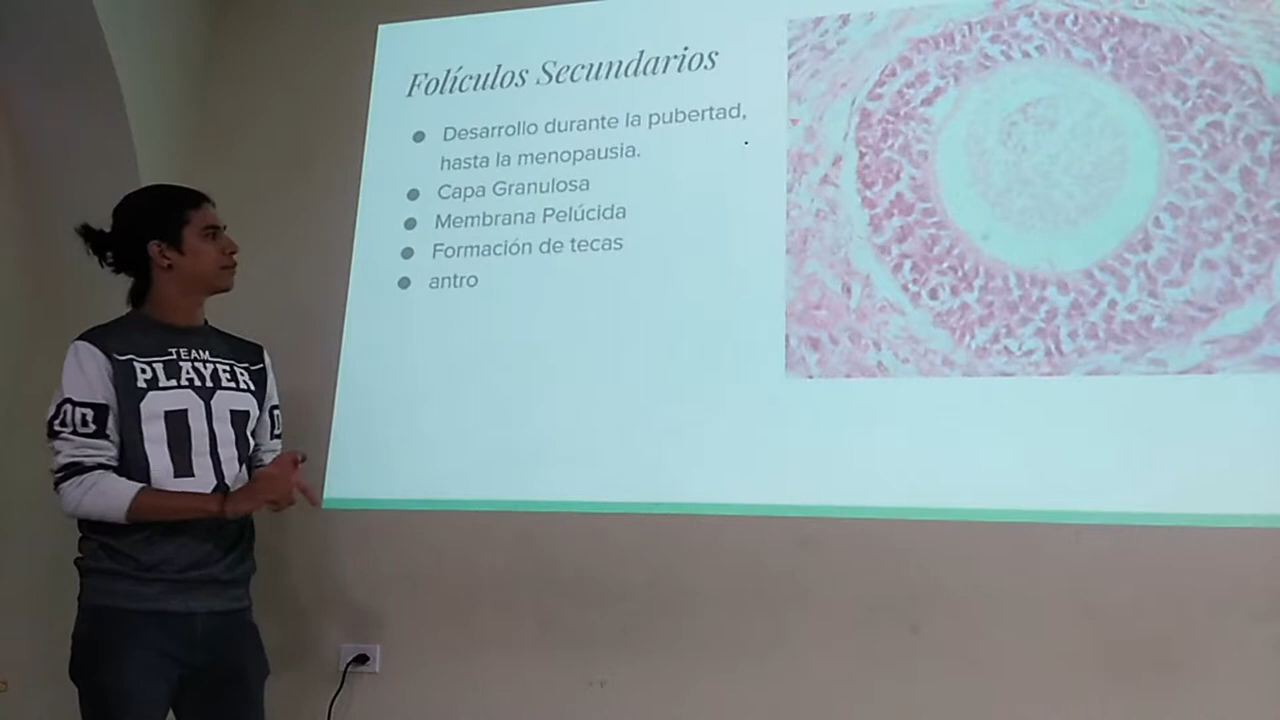 Folículos Secundarios
Desarrollo durante la pubertad,
hasta la menopausia.
Capa Granulosa
Membrana Pelúcida
Formación de tecas
antro
TEAM
PLAYER
00
00